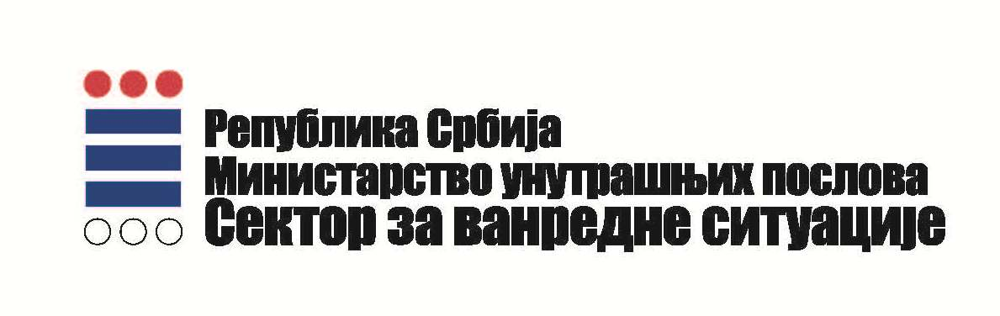 Република Србија
Министарство унутрашњих послова
Сектор за ванредне ситуације